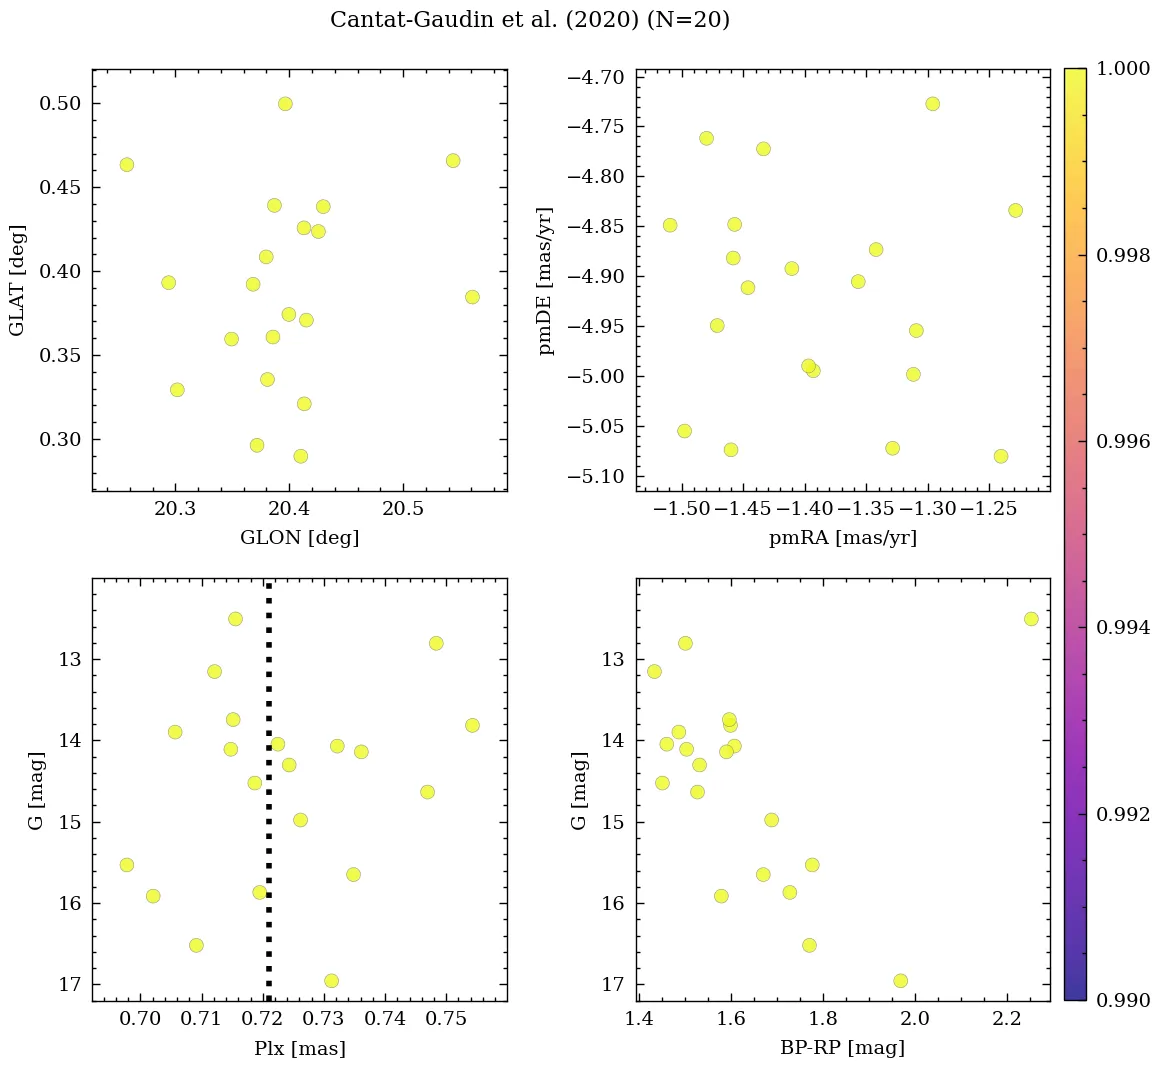 Cantat-Gaudin et al. (2020) (N=20)
0.50
0.45
0.40
0.35
0.30
GLAT [deg]
20.3 20.4 20.5
GLON [deg]
−4.70
−4.75
−4.80
−4.85
−4.90
−4.95
−5.00
−5.05
−5.10
pmDE [mas/yr]
−1.50 −1.45 −1.40 −1.35 −1.30 −1.25
pmRA [mas/yr]
13
14
15
16
17
G [mag]
0.70 0.71 0.72 0.73 0.74 0.75
Plx [mas]
13
14
15
16
17
G [mag]
1.4 1.6 1.8 2.0 2.2
BP-RP [mag]
1.000
0.998
0.996
0.994
0.992
0.990